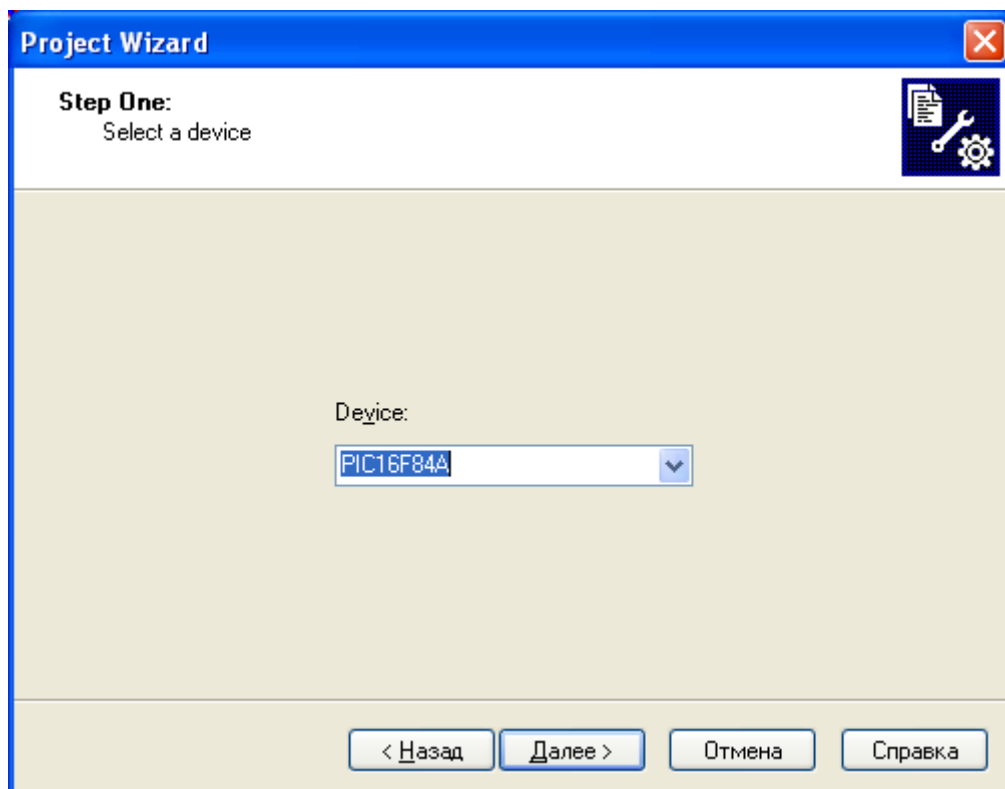 Project Wizard
Step One:
Select a device
Device:
PIC16F84A
< Назад Далее > Отмена Справка